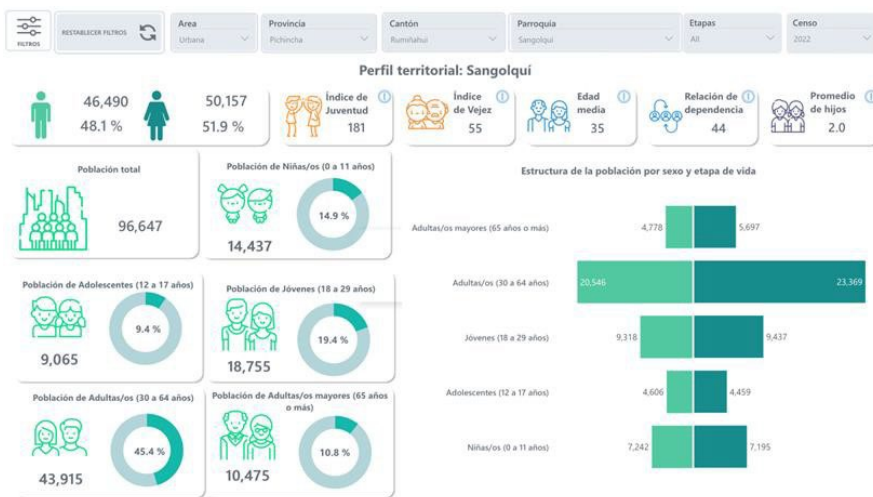 FILTROS
RESTABLECER FILTROS
Area
Urbana
Provincia
Pichincha
Cantón
Rumiñahui
Parroquia
Sangolquí
Etapas
All
Censo
2022
Perfil territorial: Sangolquí
46,490
48.1 %
50,157
51.9 %
Índice de
Juventud
181
Índice
de Vejez
55
Edad
media
35
Relación de
dependencia
44
Promedio
de hijos
2.0
Población total
96,647
Población de Niñas/os (0 a 11 años)
14.9 %
14,437
Población de Adolescentes (12 a 17 años)
9.4 %
9,065
Población de Jóvenes (18 a 29 años)
19.4 %
18,755
Población de Adultas/os (30 a 64 años)
45.4 %
43,915
Población de Adultas/os mayores (65 años
o más)
10.8 %
10,475
Estructura de la población por sexo y etapa de vida
Adultas/os mayores (65 años o más)
4,778
5,697
Adultas/os (30 a 64 años)
20,546
23,369
Jóvenes (18 a 29 años)
9,318
9,437
Adolescentes (12 a 17 años)
4,606
4,459
Niñas/os (0 a 11 años)
7,242
7,195